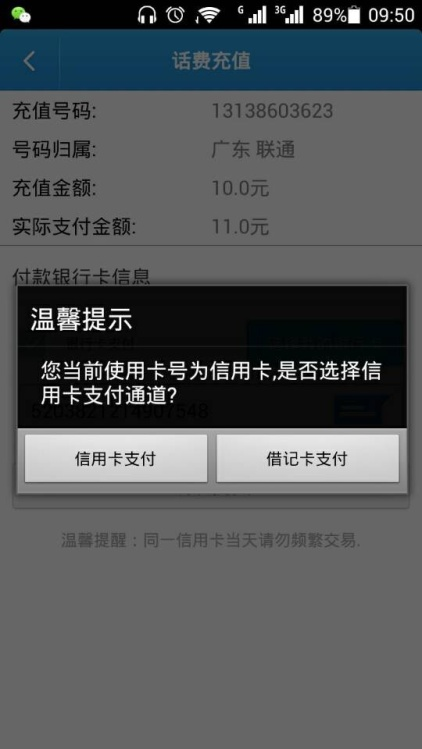 G 3G 89% 09:50
话费充值
充值号码: 13138603623
号码归属: 广东 联通
充值金额: 10.0元
实际支付金额: 11.0元
付款银行卡信息
温馨提示
您当前使用卡号为信用卡,是否选择信
用卡支付通道?
信用卡支付 借记卡支付
温馨提醒：同一信用卡当天请勿频繁交易.